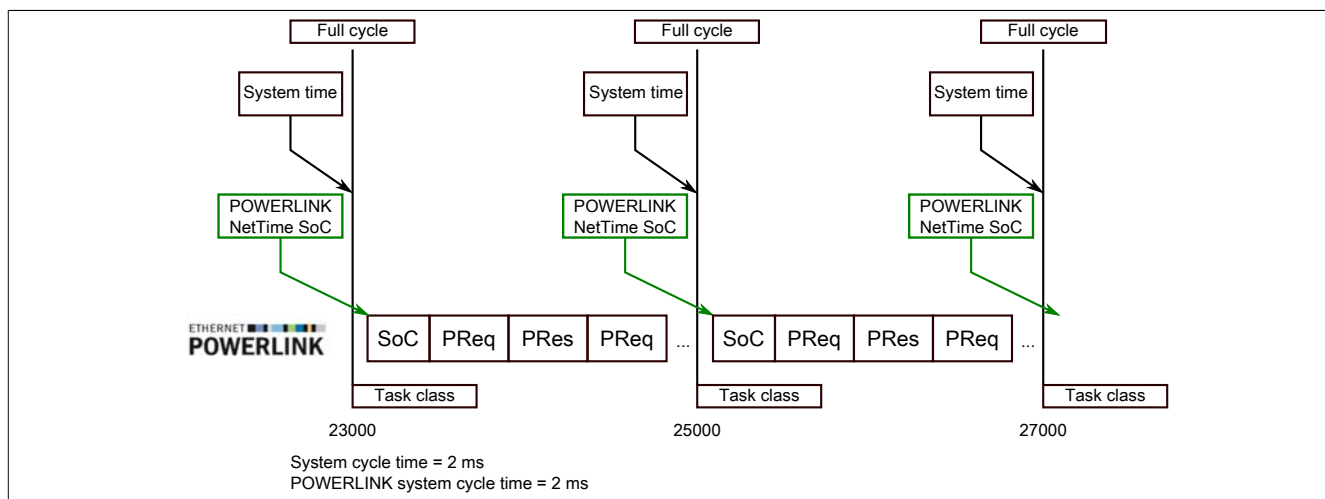 Full cycle
Full cycle
Full cycle
System time
System time
System time
POWERLINK
NetTime SoC
POWERLINK
NetTime SoC
POWERLINK
NetTime SoC
ETHERNET
POWERLINK
SoC PReq PRes PReq ... SoC PReq PRes PReq ...
Task class
Task class
Task class
23000
25000
27000
System cycle time = 2 ms
POWERLINK system cycle time = 2 ms